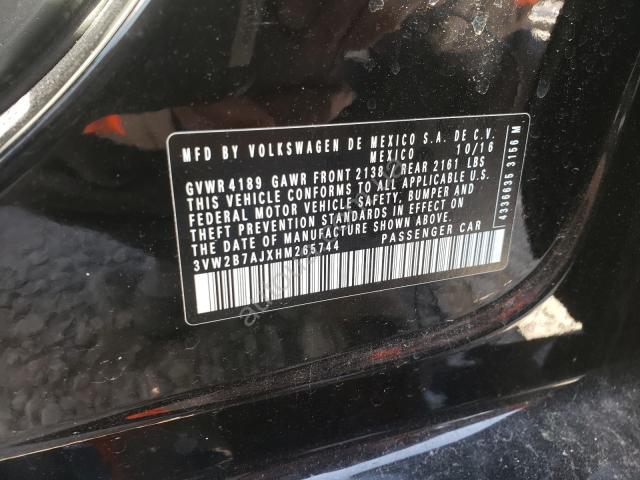 MFD BY VOLKSWAGEN DE MEXICO S.A. DE C.V.
MEXICO 10/16
GVWR 4189 GAWR FRONT 2138 / REAR 2161 LBS
THIS VEHICLE CONFORMS TO ALL APPLICABLE U.S.
FEDERAL MOTOR VEHICLE SAFETY, BUMPER AND
THEFT PREVENTION STANDARDS IN EFFECT ON
THE DATE OF MANUFACTURE SHOWN ABOVE.
3VW2B7AJXHM265744 PASSENGER CAR
4336635 3156 M